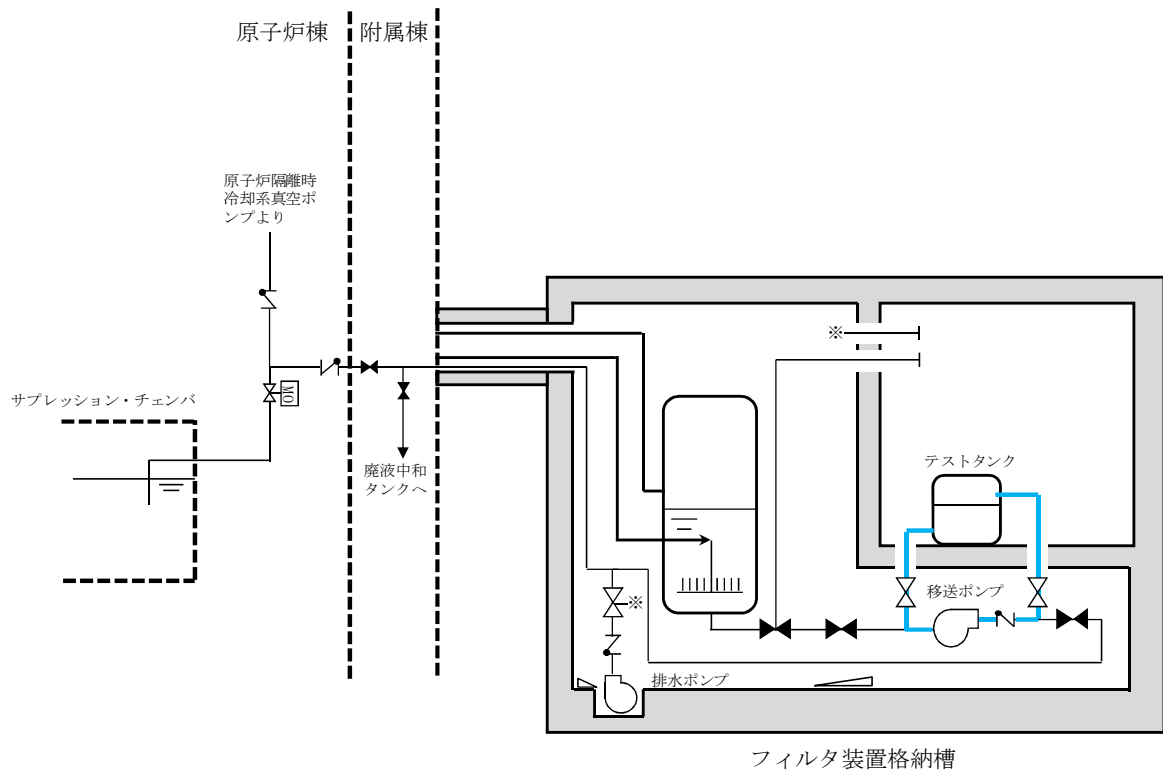 原子炉棟
附属棟
原子炉隔離時
冷却系真空ポ
ンプより
※
MO
サプレッション・チェンバ
廃液中和
タンクへ
テストタンク
移送ポンプ
※
排水ポンプ
フィルタ装置格納槽